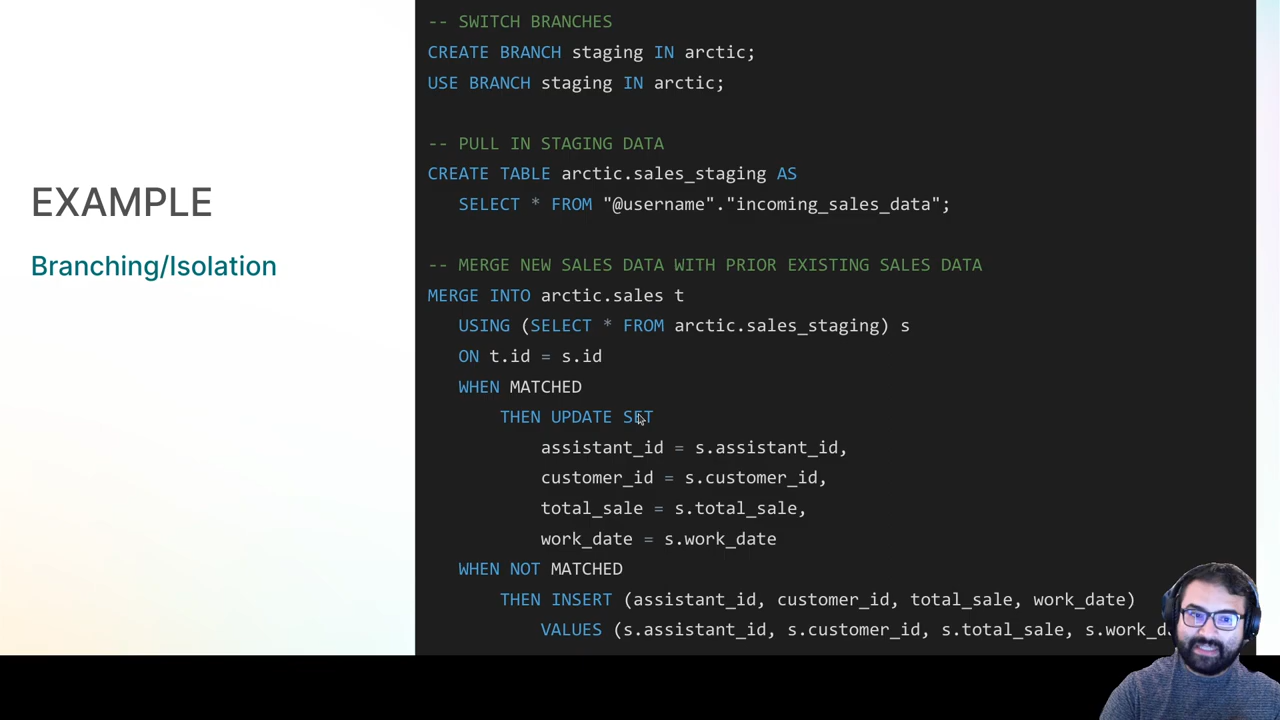 EXAMPLE
Branching/Isolation
-- SWITCH BRANCHES
CREATE BRANCH staging IN arctic;
USE BRANCH staging IN arctic;
-- PULL IN STAGING DATA
CREATE TABLE arctic.sales_staging AS
SELECT * FROM "@username"."incoming_sales_data";
-- MERGE NEW SALES DATA WITH PRIOR EXISTING SALES DATA
MERGE INTO arctic.sales t
USING (SELECT * FROM arctic.sales_staging) s
ON t.id = s.id
WHEN MATCHED
THEN UPDATE SET
assistant_id = s.assistant_id,
customer_id = s.customer_id,
total_sale = s.total_sale,
work_date = s.work_date
WHEN NOT MATCHED
THEN INSERT (assistant_id, customer_id, total_sale, work_date)
VALUES (s.assistant_id, s.customer_id, s.total_sale,